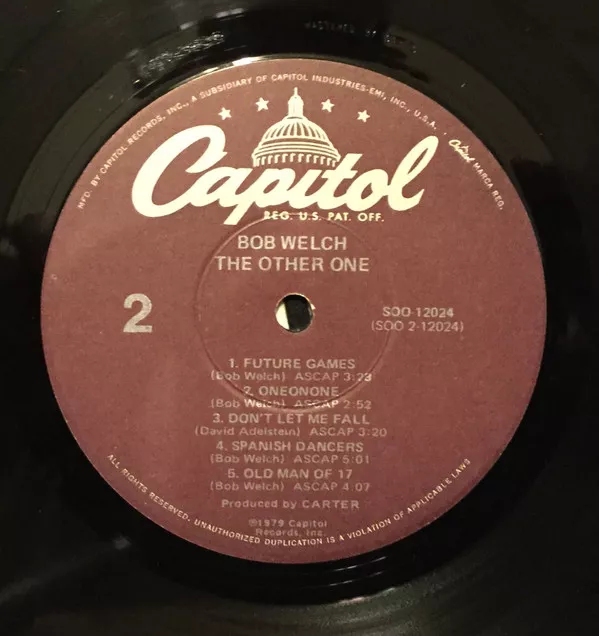 MFD. BY CAPITOL RECORDS, INC., A SUBSIDIARY OF CAPITOL INDUSTRIES-EMI, INC., U.S.A.
Capitol MARCA REG.
Capitol
REG. U.S. PAT. OFF.
BOB WELCH
THE OTHER ONE
2
SOO-12024
(SOO 2-12024)
1. FUTURE GAMES
(Bob Welch) ASCAP 3:23
2. ONEONONE
(Bob Welch) ASCAP 2:52
3. DON'T LET ME FALL
(David Adelstein) ASCAP 3:20
4. SPANISH DANCERS
(Bob Welch) ASCAP 5:01
5. OLD MAN OF 17
(Bob Welch) ASCAP 4:07
Produced by CARTER
℗1979 Capitol
Records, Inc.
ALL RIGHTS RESERVED. UNAUTHORIZED DUPLICATION IS A VIOLATION OF APPLICABLE LAWS